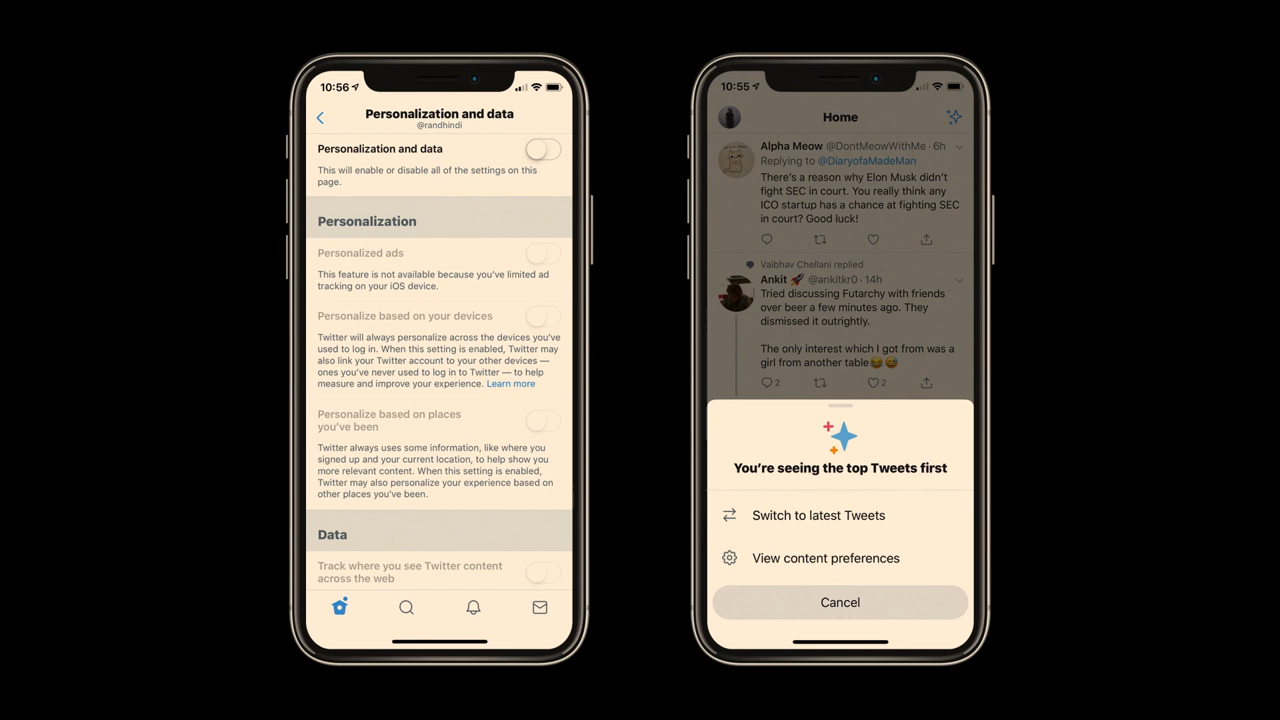 10:56
Personalization and data
@randhindi
Personalization and data
This will enable or disable all of the settings on this
page.
Personalization
Personalized ads
This feature is not available because you've limited ad
tracking on your iOS device.
Personalize based on your devices
Twitter will always personalize across the devices you've
used to log in. When this setting is enabled, Twitter may
also link your Twitter account to your other devices —
ones you've never used to log in to Twitter — to help
measure and improve your experience. Learn more
Personalize based on places
you've been
Twitter always uses some information, like where you
signed up and your current location, to help show you
more relevant content. When this setting is enabled,
Twitter may also personalize your experience based on
other places you've been.
Data
Track where you see Twitter content
across the web
10:55
Home
Alpha Meow @DontMeowWithMe · 6h
Replying to @DiaryofaMadeMan
There's a reason why Elon Musk didn't
fight SEC in court. You really think any
ICO startup has a chance at fighting SEC
in court? Good luck!
Vaibhav Chellani replied
Ankit 🚀 @ankitkr0 · 14h
Tried discussing Futarchy with friends
over beer a few minutes ago. They
dismissed it outrightly.
The only interest which I got from was a
girl from another table😂😅
2 2
You're seeing the top Tweets first
Switch to latest Tweets
View content preferences
Cancel